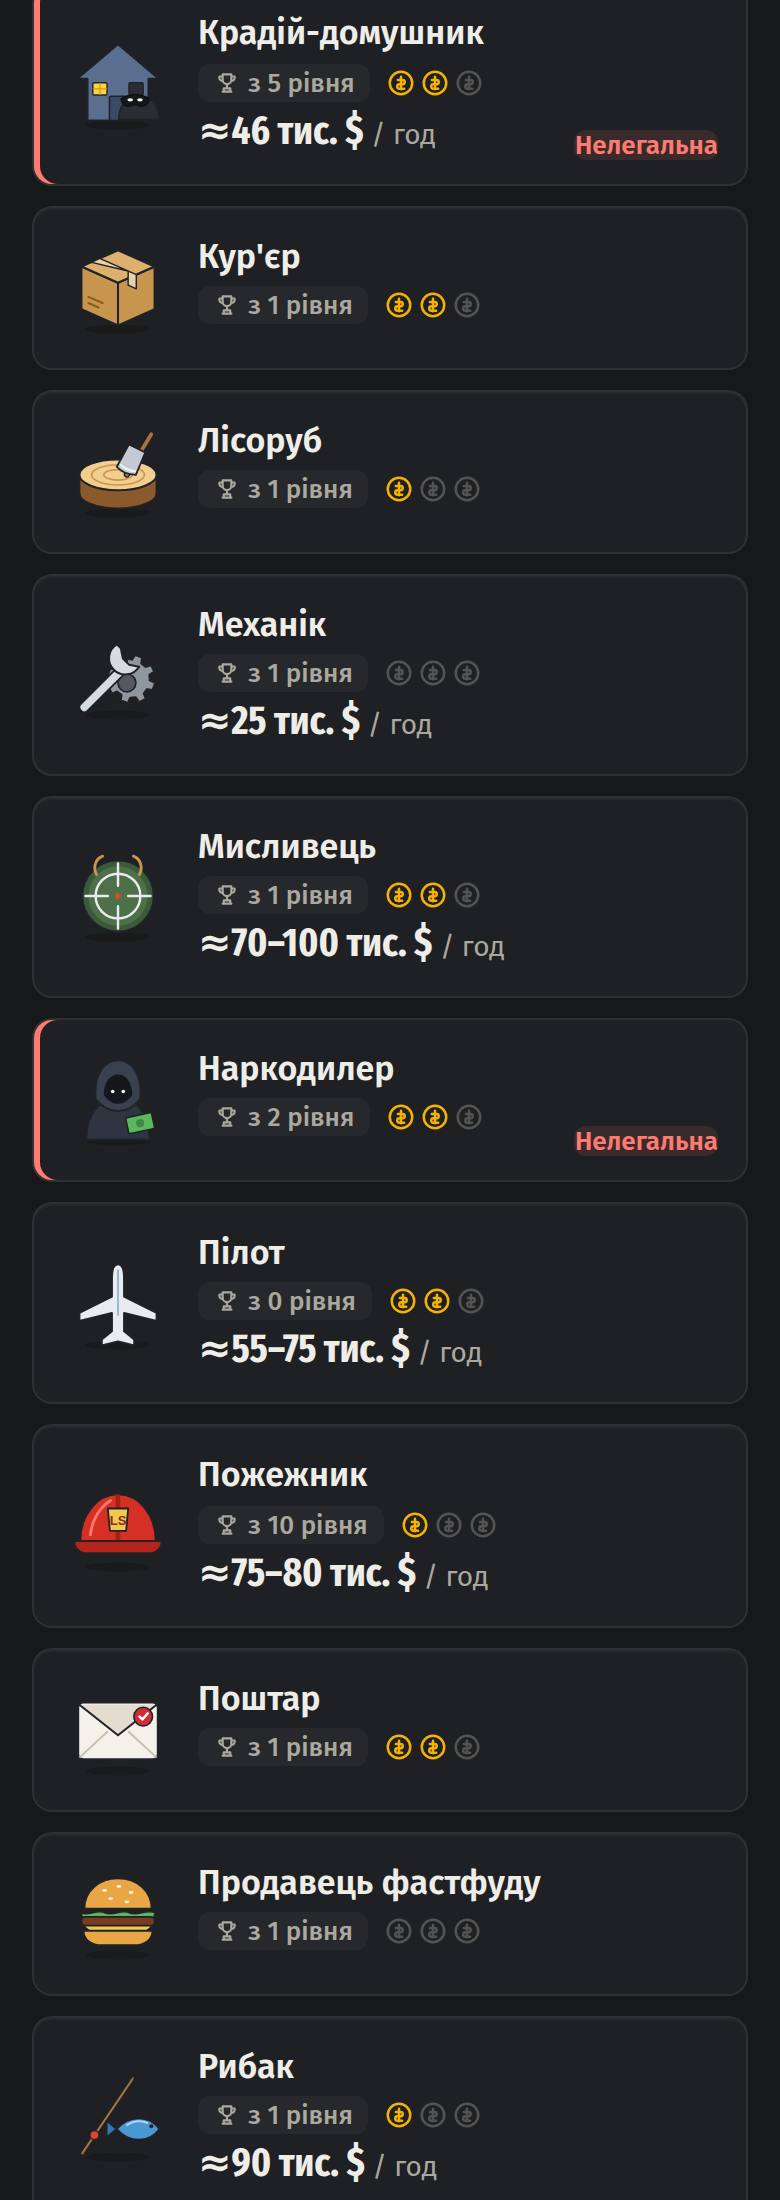 Крадій-домушник
з 5 рівня
≈46 тис. $ / год
Нелегальна
Кур'єр
з 1 рівня
Лісоруб
з 1 рівня
Механік
з 1 рівня
≈25 тис. $ / год
Мисливець
з 1 рівня
≈70–100 тис. $ / год
Наркодилер
з 2 рівня
Нелегальна
Пілот
з 0 рівня
≈55–75 тис. $ / год
Пожежник
LS
з 10 рівня
≈75–80 тис. $ / год
Поштар
з 1 рівня
Продавець фастфуду
з 1 рівня
Рибак
з 1 рівня
≈90 тис. $ / год